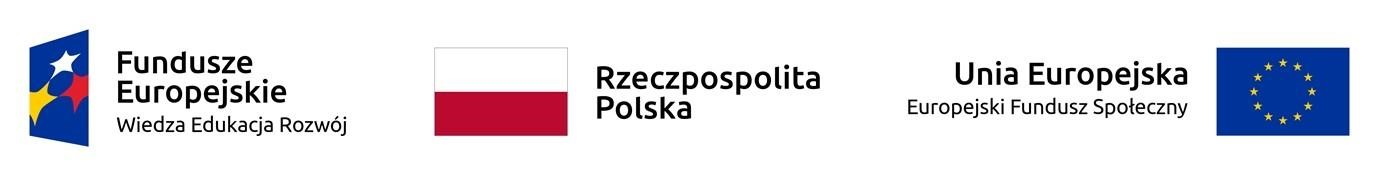 Fundusze
Europejskie
Wiedza Edukacja Rozwój
Rzeczpospolita
Polska
Unia Europejska
Europejski Fundusz Społeczny